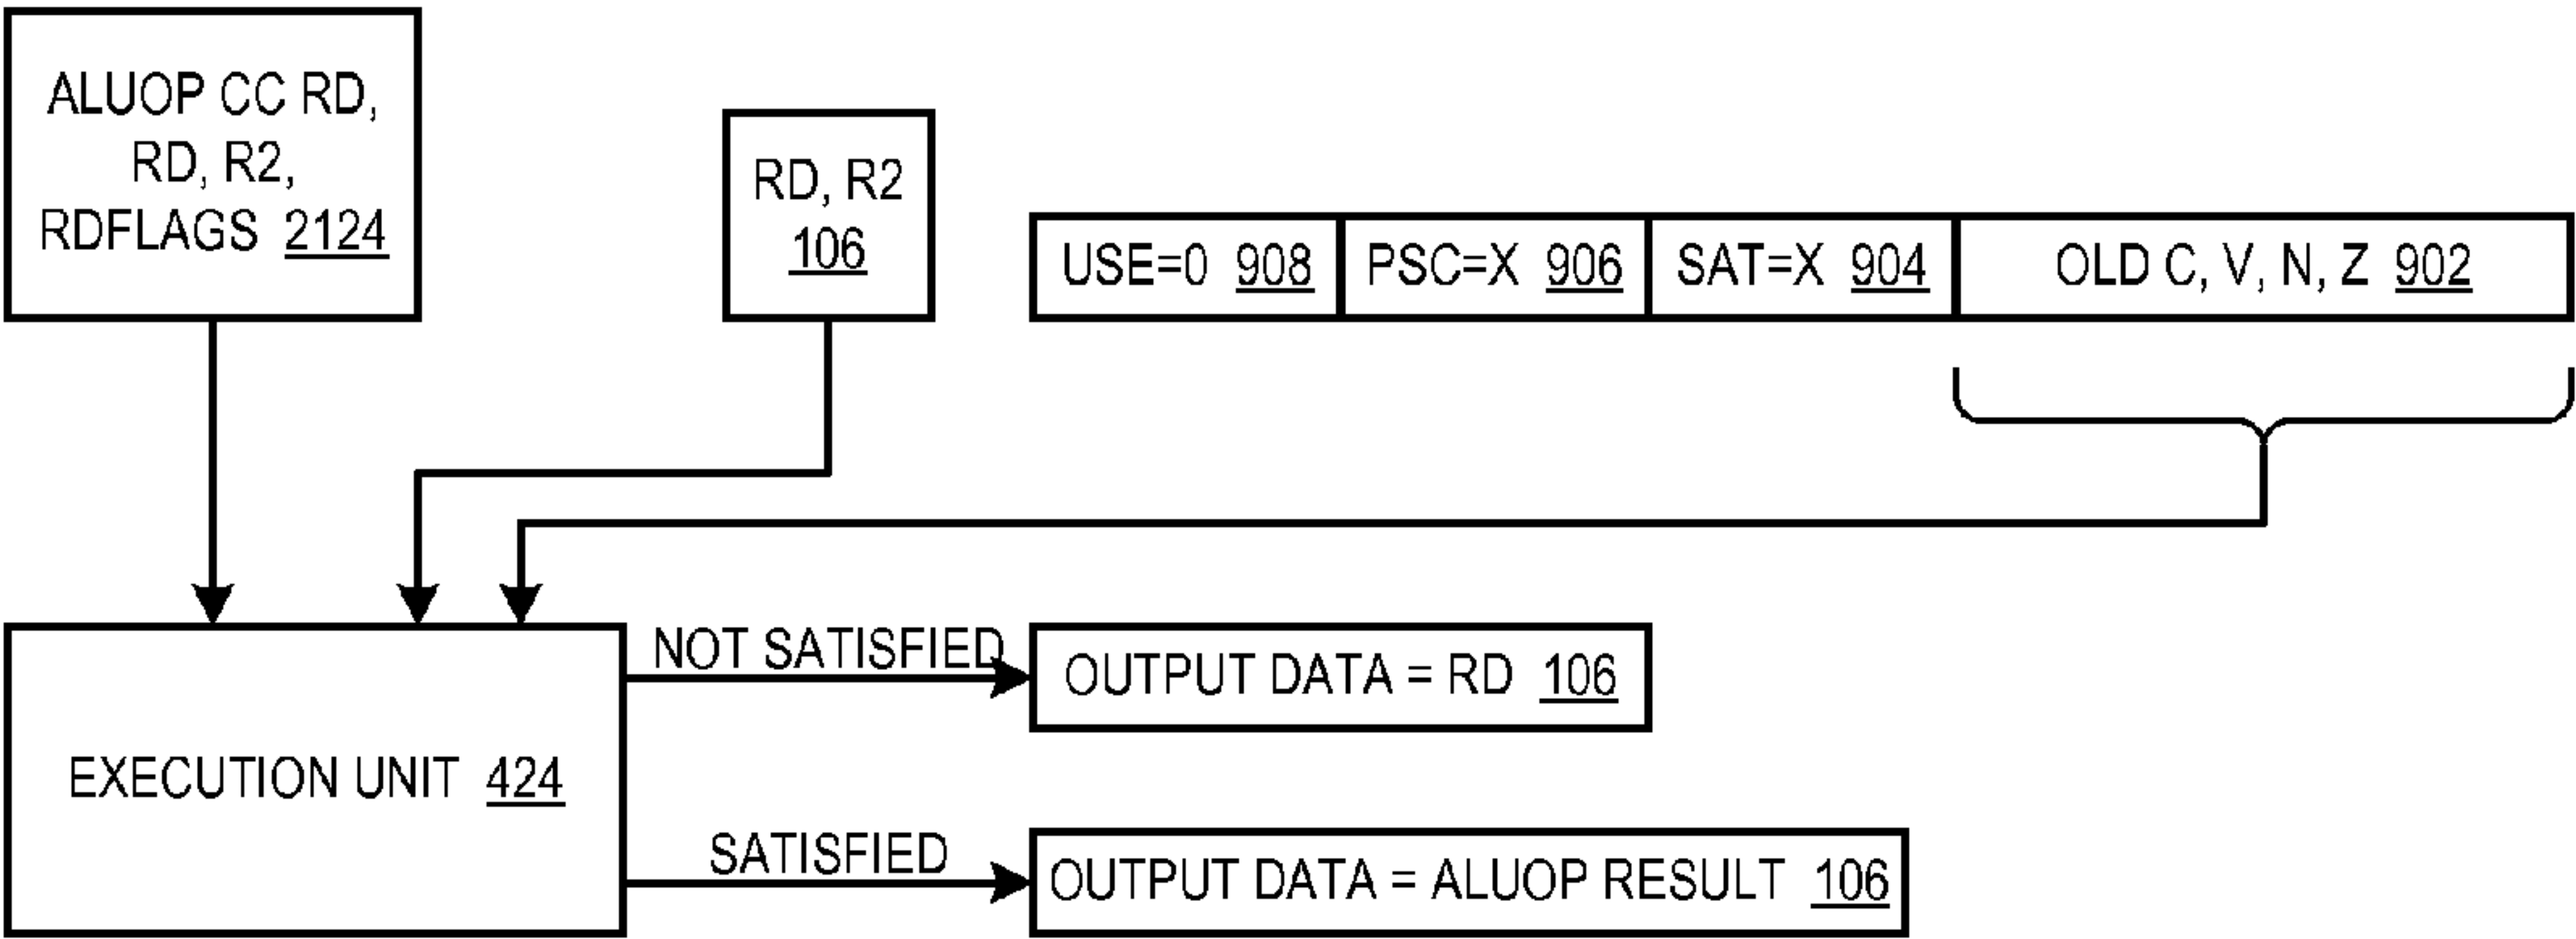 ALUOP CC RD,
RD, R2,
RDFLAGS 2124
RD, R2
106
USE=0 908 PSC=X 906 SAT=X 904 OLD C, V, N, Z 902
NOT SATISFIED
OUTPUT DATA = RD 106
EXECUTION UNIT 424
SATISFIED
OUTPUT DATA = ALUOP RESULT 106